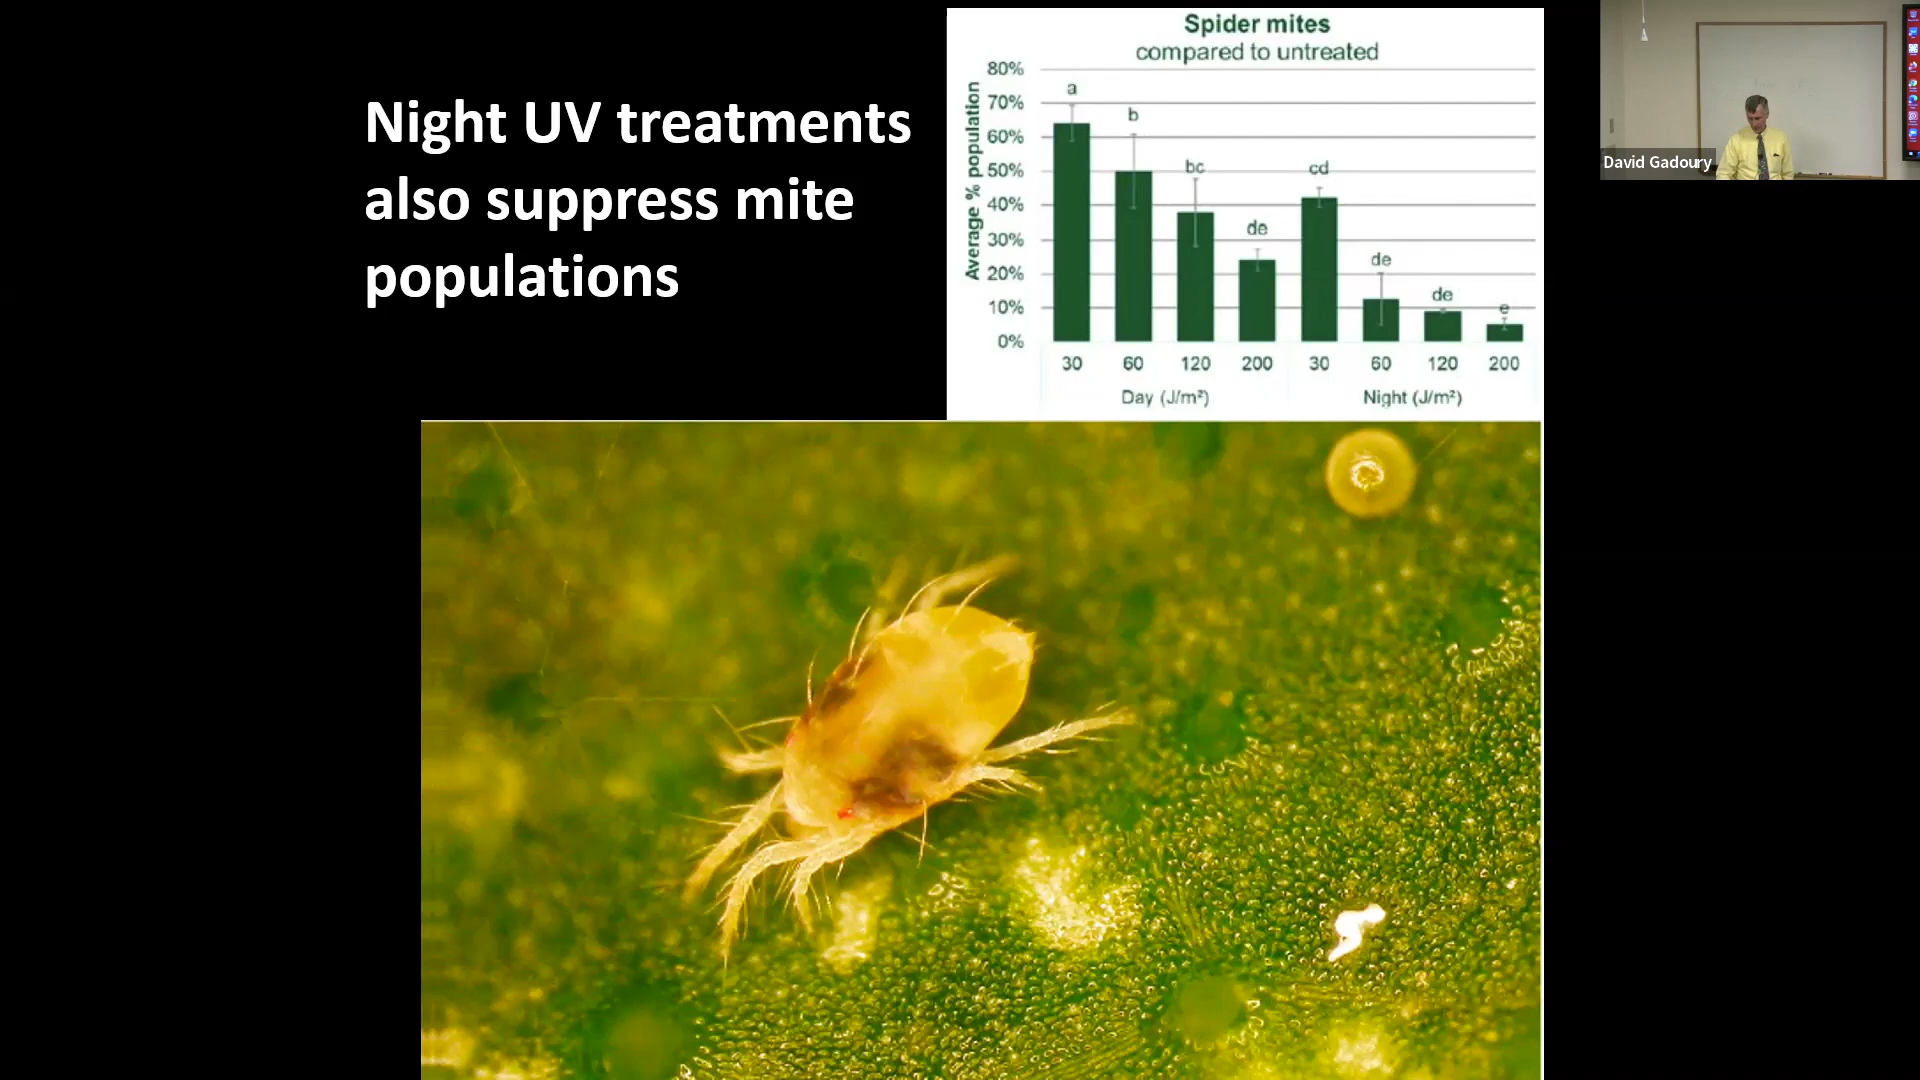 Night UV treatments
also suppress mite
populations
Spider mites
compared to untreated
Average % population
80%
70%
60%
50%
40%
30%
20%
10%
0%
a
b
bc
de
cd
de
de
e
30 60 120 200 30 60 120 200
Day (J/m²) Night (J/m²)
David Gadoury